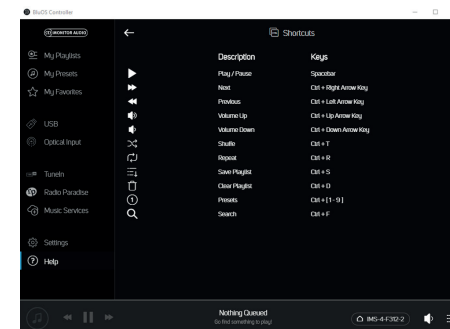 BluOS Controller
MONITOR AUDIO
Shortcuts
My Playlists
My Presets
My Favorites
USB
Optical Input
TuneIn
Radio Paradise
Music Services
Settings
Help
Description Keys
Play / Pause Spacebar
Next Ctrl + Right Arrow Key
Previous Ctrl + Left Arrow Key
Volume Up Ctrl + Up Arrow Key
Volume Down Ctrl + Down Arrow Key
Shuffle Ctrl + T
Repeat Ctrl + R
Save Playlist Ctrl + S
Clear Playlist Ctrl + D
1 Presets Ctrl + [1 - 9]
Search Ctrl + F
Nothing Queued
Go find something to play!
IMS-4-F312-2